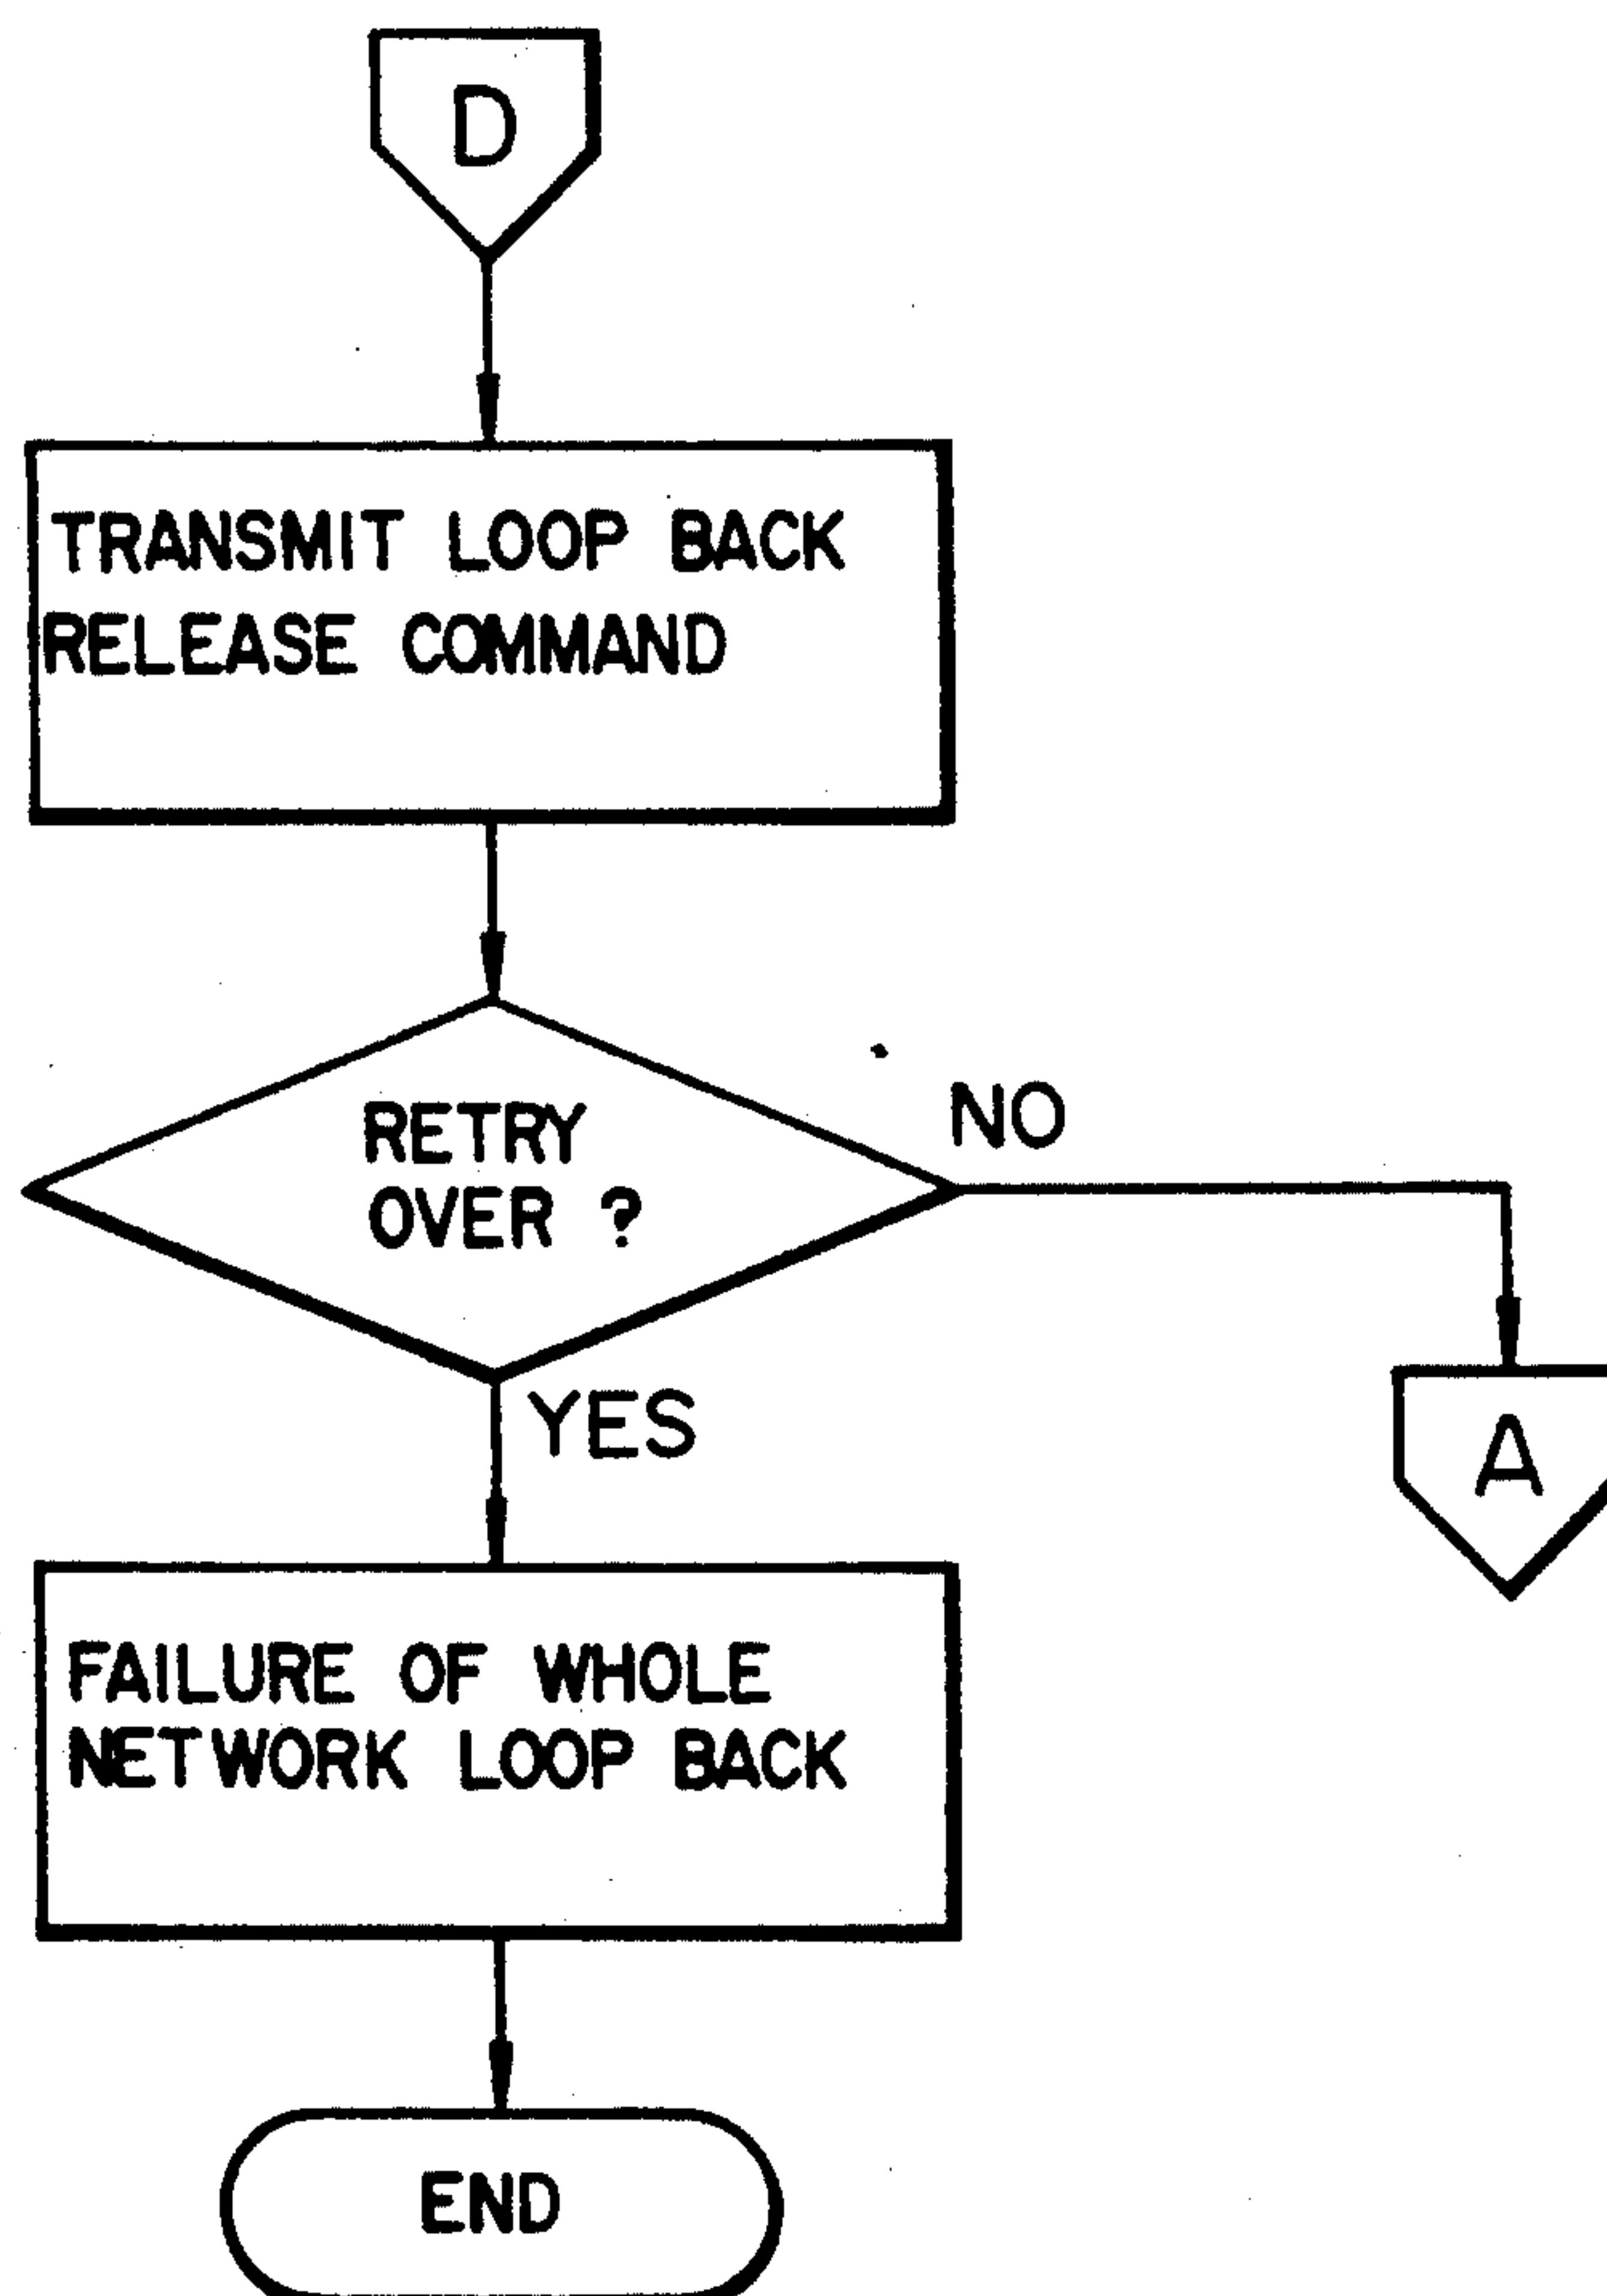 D
TRANSMIT LOOP BACK
RELEASE COMMAND
RETRY
OVER ?
NO
YES
A
FAILURE OF WHOLE
NETWORK LOOP BACK
END